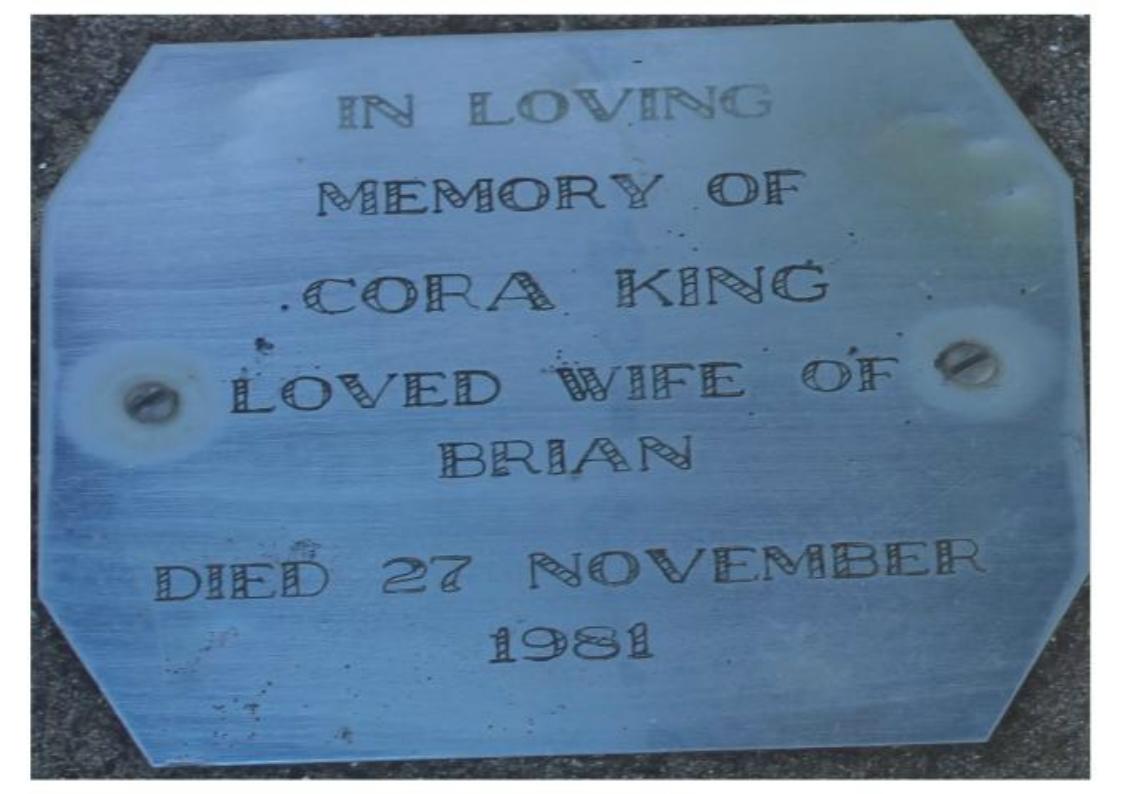 IN LOVING
MEMORY OF
CORA KING
LOVED WIFE OF
BRIAN
DIED 27 NOVEMBER
1981